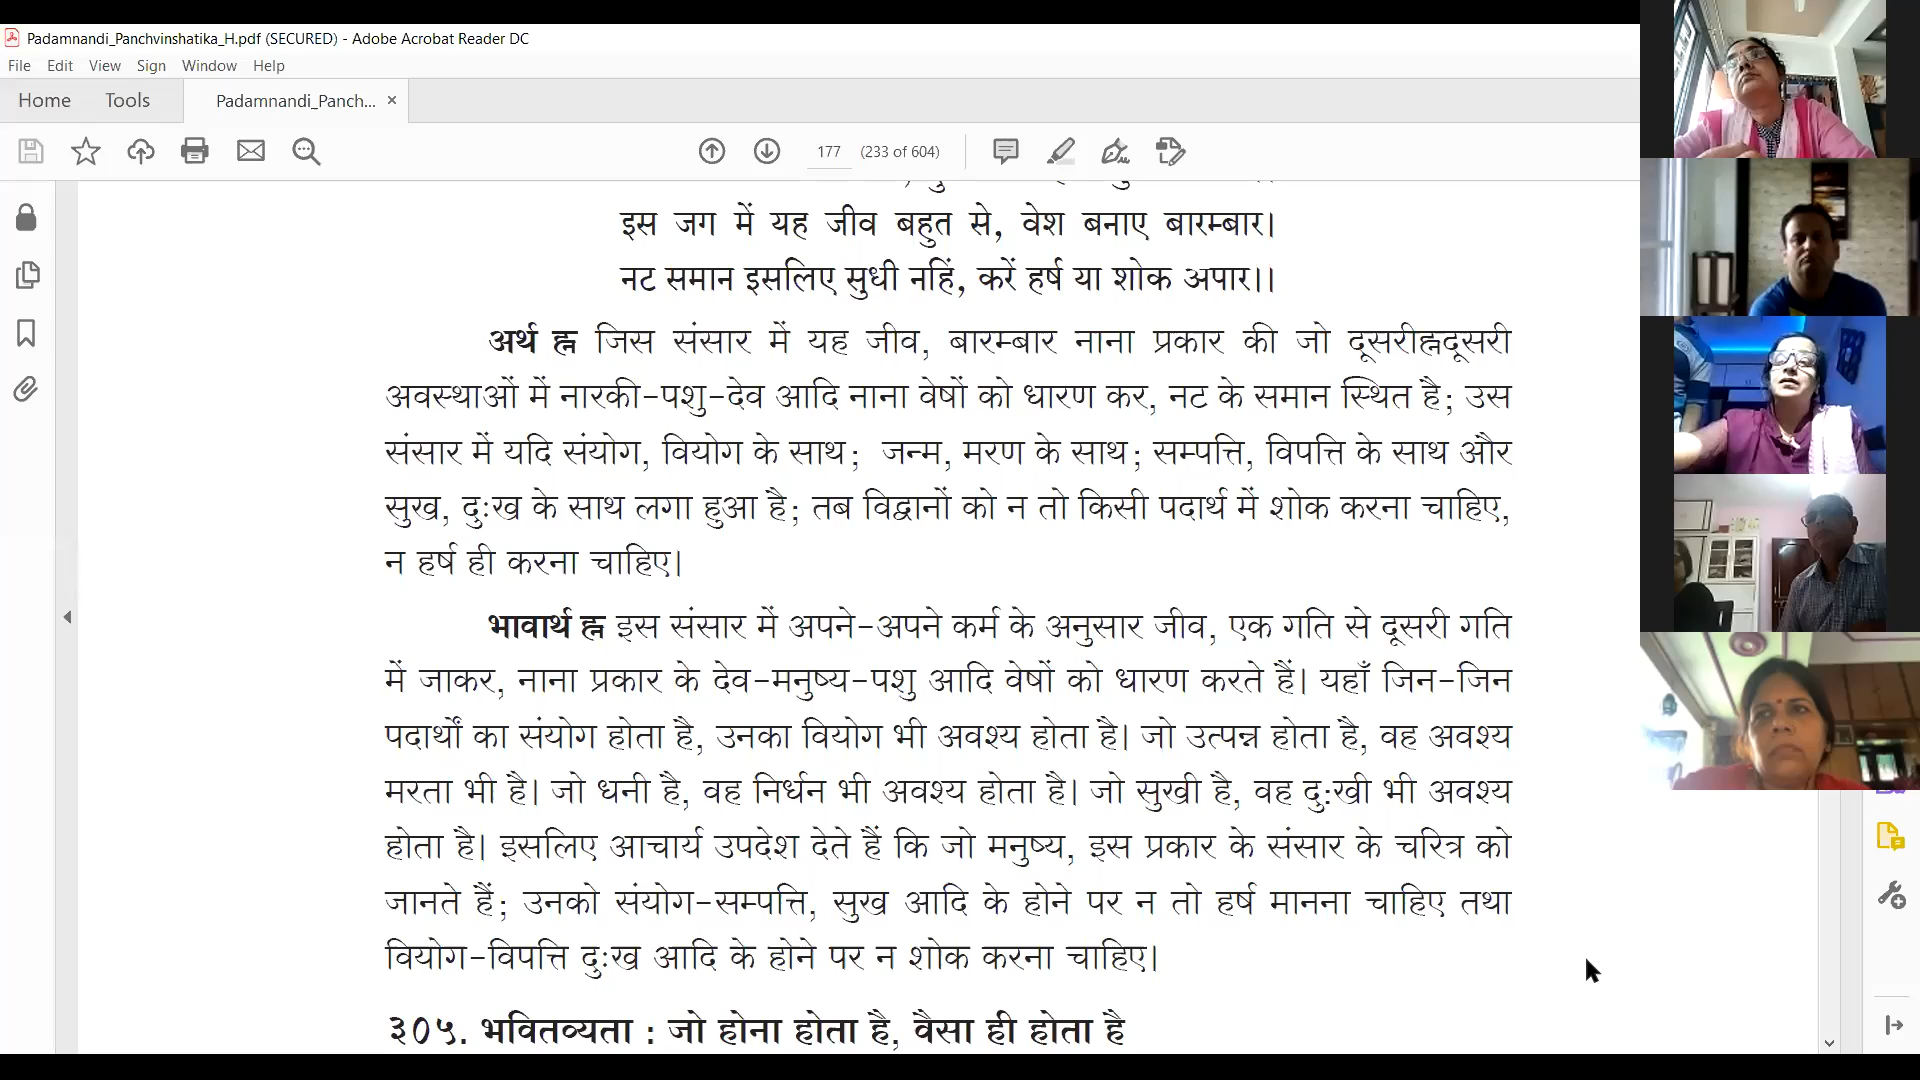 Padamnandi_Panchvinshatika_H.pdf (SECURED) - Adobe Acrobat Reader DC
File Edit View Sign Window Help
Home Tools Padamnandi_Panch... ×
177 (233 of 604)
इस जग में यह जीव बहुत से, वेश बनाए बारम्बार।
नट समान इसलिए सुधी नहिं, करें हर्ष या शोक अपार।।
अर्थ ह्न जिस संसार में यह जीव, बारम्बार नाना प्रकार की जो दूसरीह्नदूसरी
अवस्थाओं में नारकी-पशु-देव आदि नाना वेषों को धारण कर, नट के समान स्थित है; उस
संसार में यदि संयोग, वियोग के साथ; जन्म, मरण के साथ; सम्पत्ति, विपत्ति के साथ और
सुख, दुःख के साथ लगा हुआ है; तब विद्वानों को न तो किसी पदार्थ में शोक करना चाहिए,
न हर्ष ही करना चाहिए।
भावार्थ ह्न इस संसार में अपने-अपने कर्म के अनुसार जीव, एक गति से दूसरी गति
में जाकर, नाना प्रकार के देव-मनुष्य-पशु आदि वेषों को धारण करते हैं। यहाँ जिन-जिन
पदार्थों का संयोग होता है, उनका वियोग भी अवश्य होता है। जो उत्पन्न होता है, वह अवश्य
मरता भी है। जो धनी है, वह निर्धन भी अवश्य होता है। जो सुखी है, वह दुःखी भी अवश्य
होता है। इसलिए आचार्य उपदेश देते हैं कि जो मनुष्य, इस प्रकार के संसार के चरित्र को
जानते हैं; उनको संयोग-सम्पत्ति, सुख आदि के होने पर न तो हर्ष मानना चाहिए तथा
वियोग-विपत्ति दुःख आदि के होने पर न शोक करना चाहिए।
३०५. भवितव्यता : जो होना होता है, वैसा ही होता है